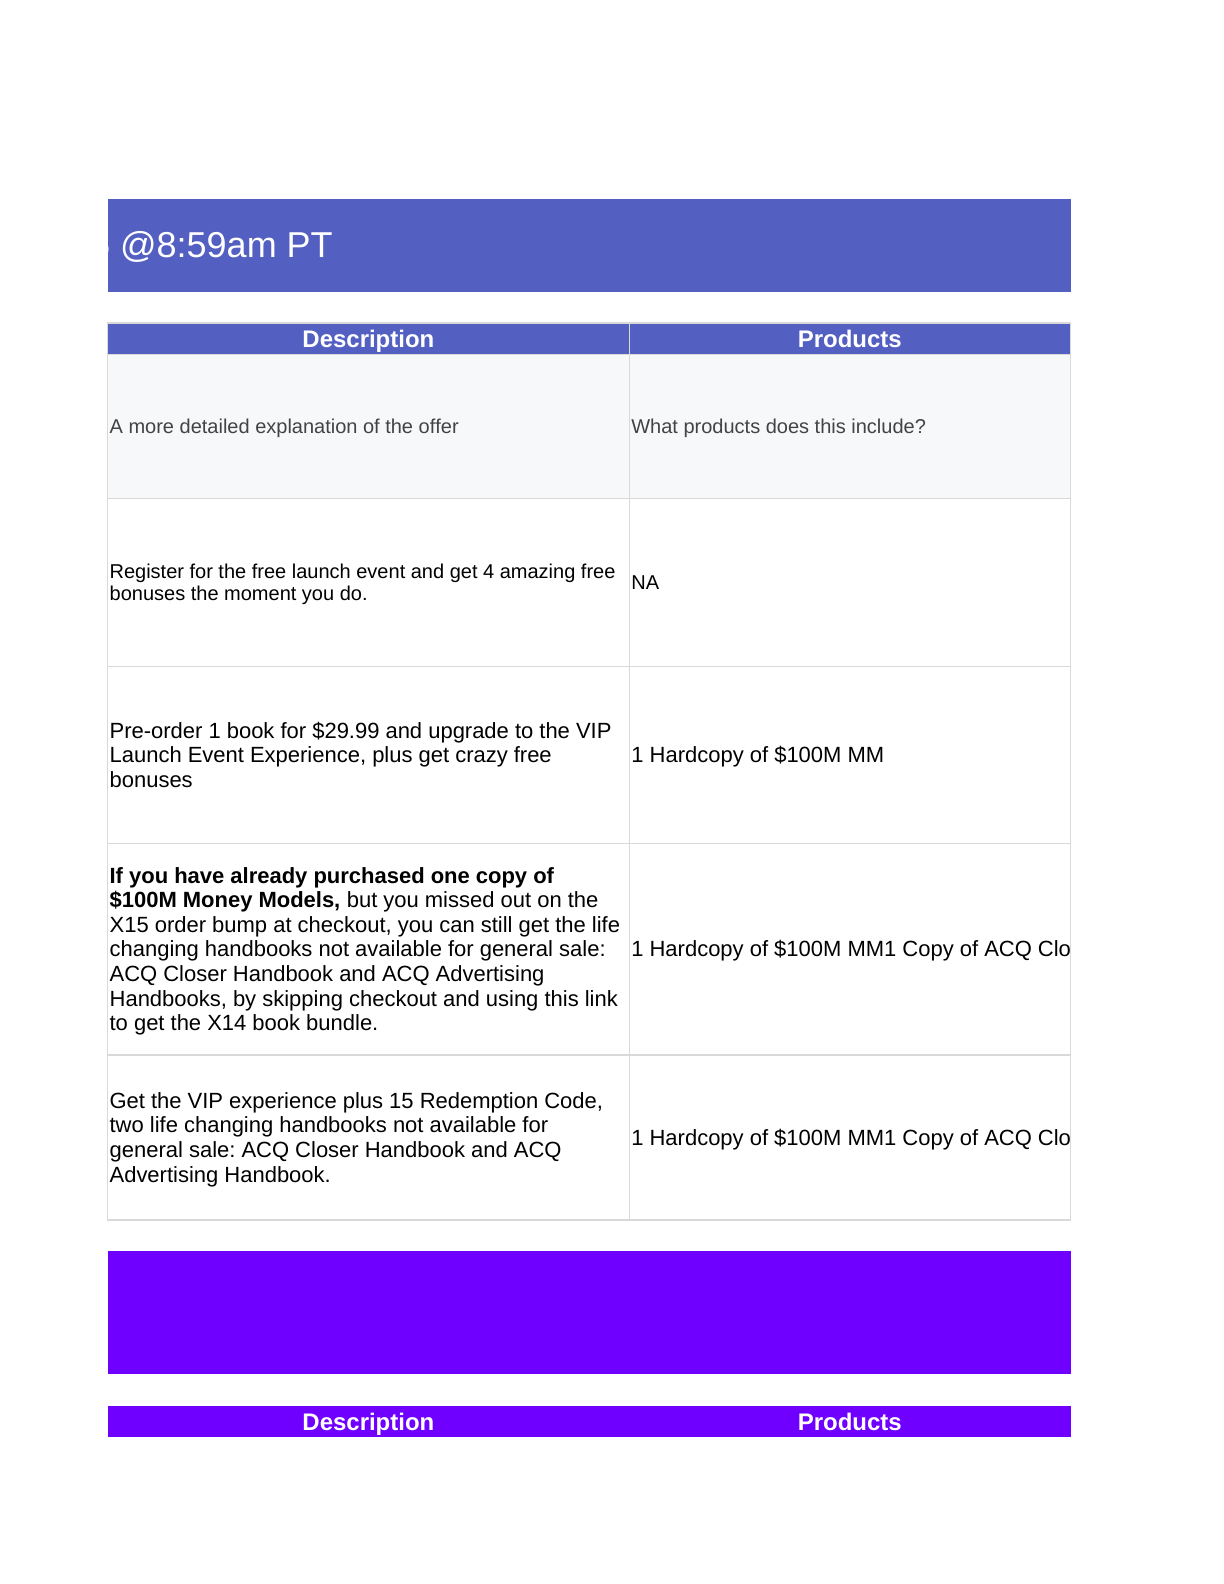 @8:59am PT
Description Products
A more detailed explanation of the offer What products does this include?
Register for the free launch event and get 4 amazing free
bonuses the moment you do.
NA
Pre-order 1 book for $29.99 and upgrade to the VIP
Launch Event Experience, plus get crazy free
bonuses
1 Hardcopy of $100M MM
If you have already purchased one copy of
$100M Money Models, but you missed out on the
X15 order bump at checkout, you can still get the life
changing handbooks not available for general sale:
ACQ Closer Handbook and ACQ Advertising
Handbooks, by skipping checkout and using this link
to get the X14 book bundle.
1 Hardcopy of $100M MM1 Copy of ACQ Clo
Get the VIP experience plus 15 Redemption Code,
two life changing handbooks not available for
general sale: ACQ Closer Handbook and ACQ
Advertising Handbook.
1 Hardcopy of $100M MM1 Copy of ACQ Clo
Description Products